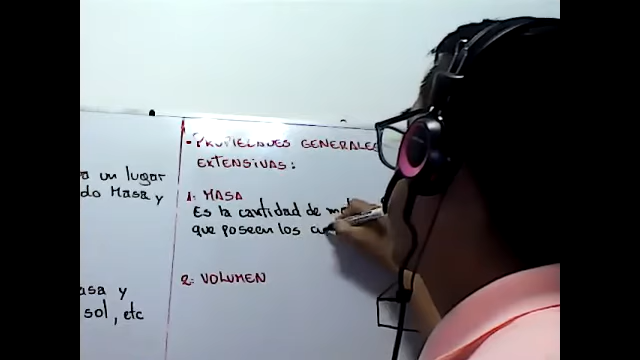 un lugar
do Masa y
masa y
sol, etc
- PROPIEDADES GENERALES
EXTENSIVAS:
1: MASA
Es la cantidad de
que poseen los
2: VOLUMEN